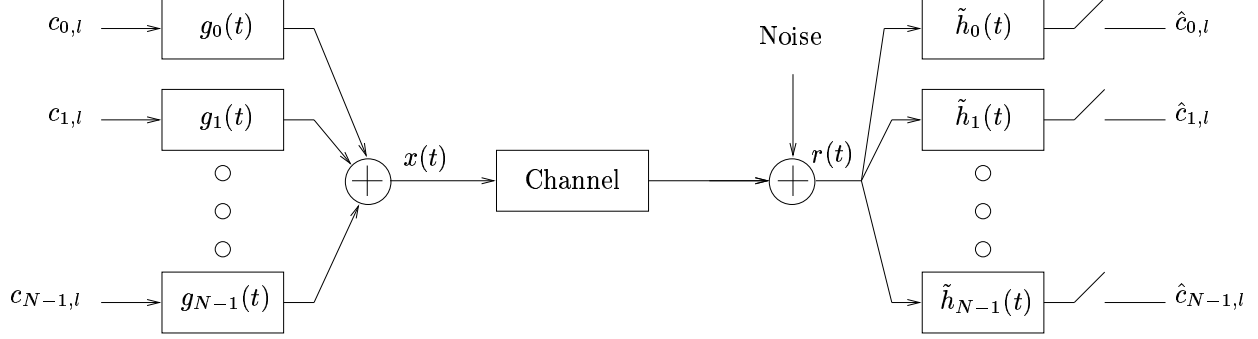 c_{0,l} g_0(t) h̃_0(t) ĉ_{0,l}
Noise
c_{1,l} g_1(t) h̃_1(t) ĉ_{1,l}
x(t) r(t)
Channel
c_{N−1,l} g_{N−1}(t) h̃_{N−1}(t) ĉ_{N−1,l}